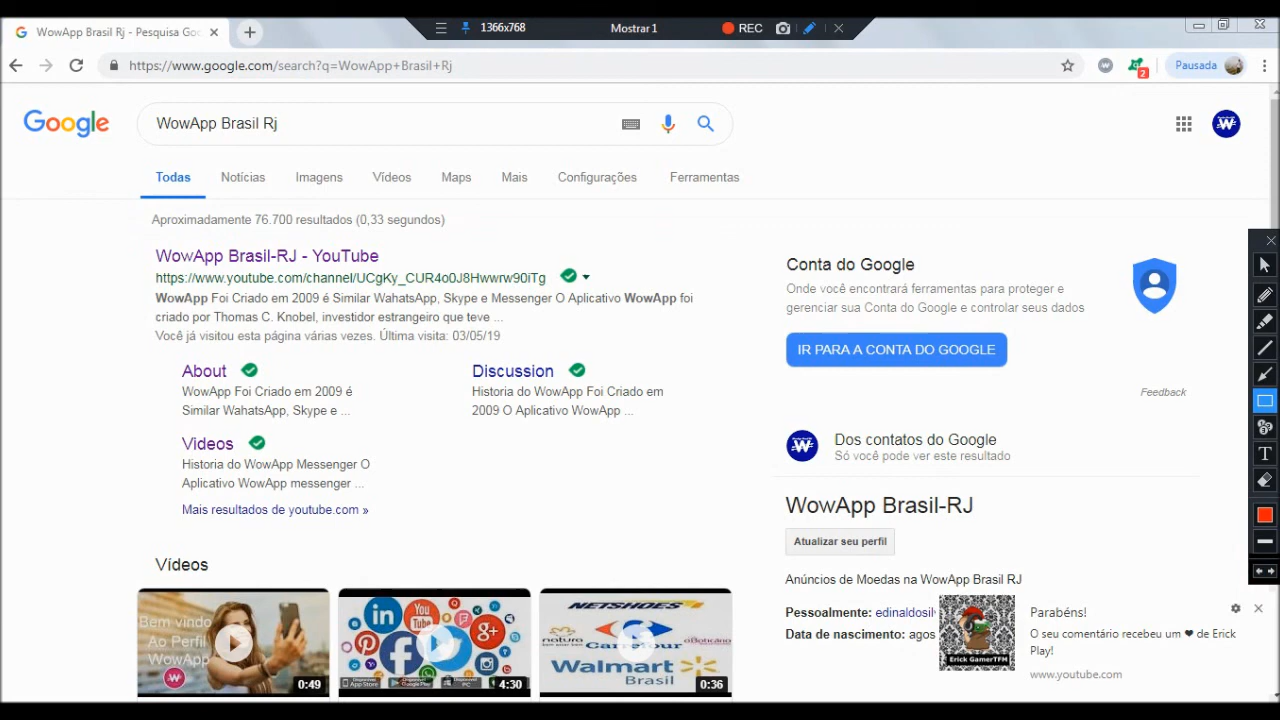 WowApp Brasil Rj - Pesquisa Goo
1366x768
Mostrar 1
REC
https://www.google.com/search?q=WowApp+Brasil+Rj
2
Pausada
Google
WowApp Brasil Rj
Todas
Notícias
Imagens
Vídeos
Maps
Mais
Configurações
Ferramentas
Aproximadamente 76.700 resultados (0,33 segundos)
WowApp Brasil-RJ - YouTube
https://www.youtube.com/channel/UCgKy_CUR4o0J8Hwwrw90iTg
WowApp Foi Criado em 2009 é Similar WahatsApp, Skype e Messenger O Aplicativo WowApp foi
criado por Thomas C. Knobel, investidor estrangeiro que teve ...
Você já visitou esta página várias vezes. Última visita: 03/05/19
About
WowApp Foi Criado em 2009 é
Similar WahatsApp, Skype e ...
Discussion
Historia do WowApp Foi Criado em
2009 O Aplicativo WowApp ...
Videos
Historia do WowApp Messenger O
Aplicativo WowApp messenger ...
Mais resultados de youtube.com »
Vídeos
Bem vindo
Ao Perfil
WowApp
0:49
in
You
Tube
g+
4:30
NETSHOES
natura
Carrefour
oBoticário
Walmart
Brasil
0:36
Conta do Google
Onde você encontrará ferramentas para proteger e
gerenciar sua Conta do Google e controlar seus dados
IR PARA A CONTA DO GOOGLE
Feedback
Dos contatos do Google
Só você pode ver este resultado
WowApp Brasil-RJ
Atualizar seu perfil
Anúncios de Moedas na WowApp Brasil RJ
Pessoalmente: edinaldosil
Data de nascimento: agos
Erick GamerTFM
Parabéns!
O seu comentário recebeu um ❤ de Erick
Play!
www.youtube.com
T